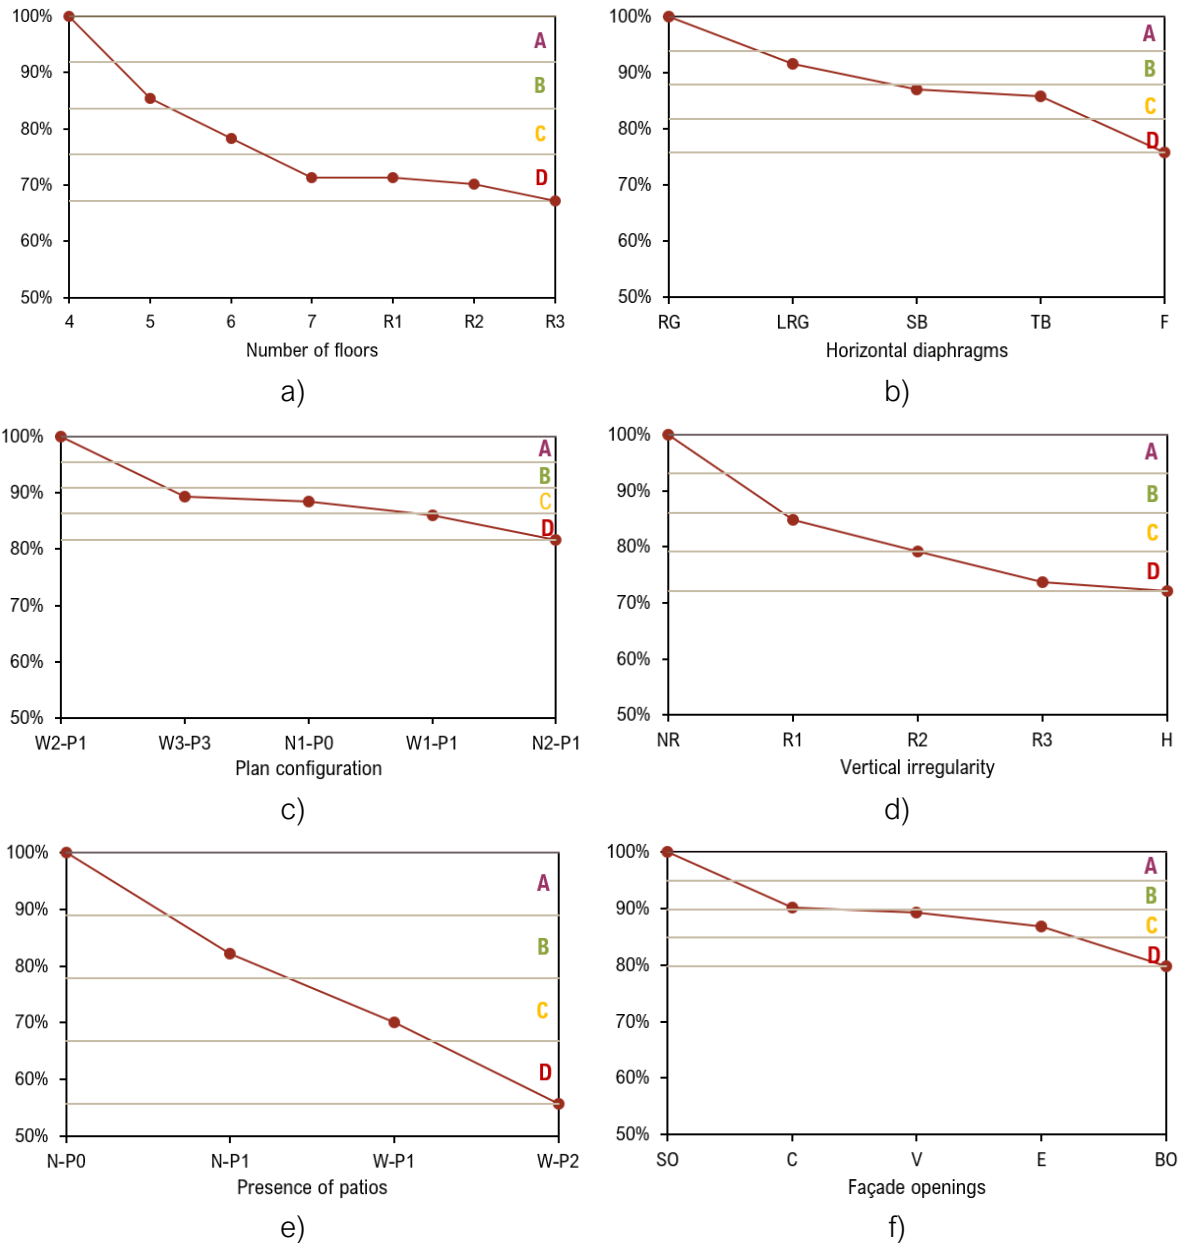 100%
90%
80%
70%
60%
50%
A
B
C
D
4 5 6 7 R1 R2 R3
Number of floors
a)
100%
90%
80%
70%
60%
50%
A
B
C
D
RG LRG SB TB F
Horizontal diaphragms
b)
100%
90%
80%
70%
60%
50%
A
B
C
D
W2-P1 W3-P3 N1-P0 W1-P1 N2-P1
Plan configuration
c)
100%
90%
80%
70%
60%
50%
A
B
C
D
NR R1 R2 R3 H
Vertical irregularity
d)
100%
90%
80%
70%
60%
50%
A
B
C
D
N-P0 N-P1 W-P1 W-P2
Presence of patios
e)
100%
90%
80%
70%
60%
50%
A
B
C
D
SO C V E BO
Façade openings
f)